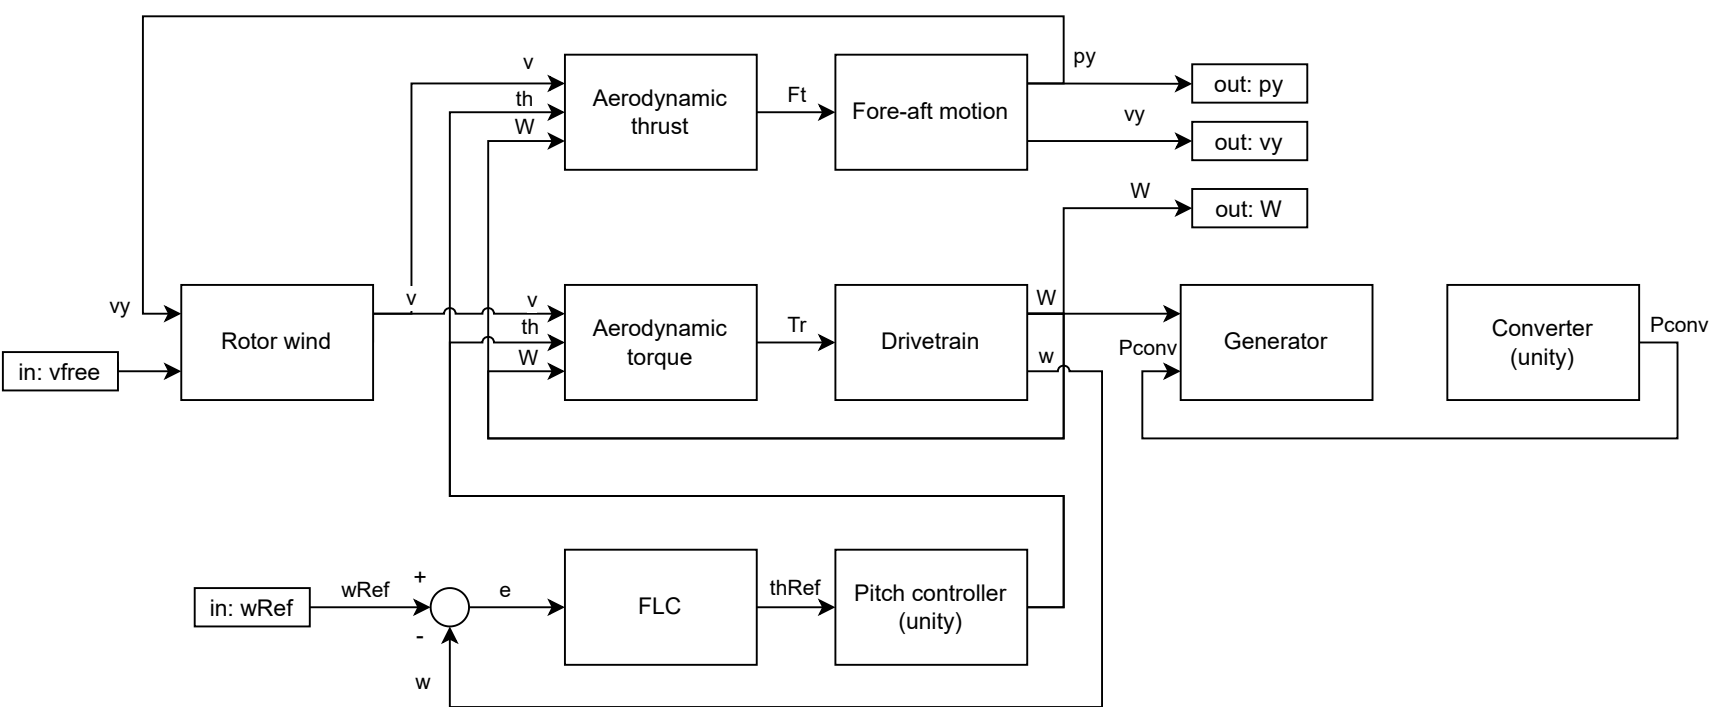 py
v
th
W
Aerodynamic
thrust
Ft
Fore-aft motion
out: py
vy
out: vy
W
out: W
vy
in: vfree
Rotor wind
v
v
th
W
Aerodynamic
torque
Tr
Drivetrain
W
w
Pconv
Generator
Converter
(unity)
Pconv
in: wRef
wRef
+
-
w
e
FLC
thRef
Pitch controller
(unity)